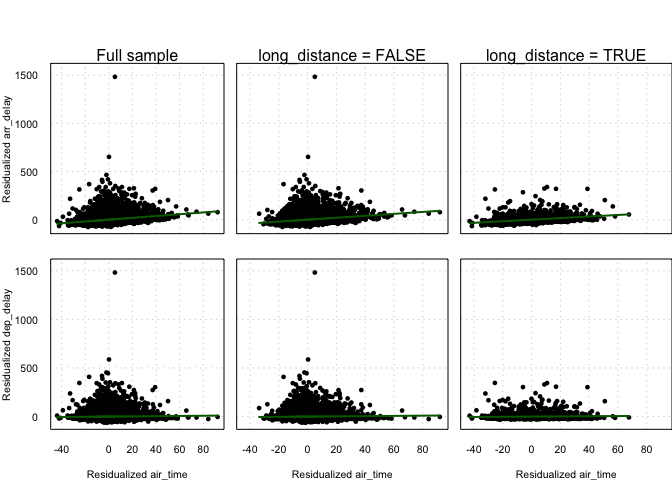 Full sample
long_distance = FALSE
long_distance = TRUE
Residualized arr_delay
1500
1000
500
0
Residualized dep_delay
1500
1000
500
0
-40 0 20 40 60 80
-40 0 20 40 60 80
-40 0 20 40 60 80
Residualized air_time
Residualized air_time
Residualized air_time